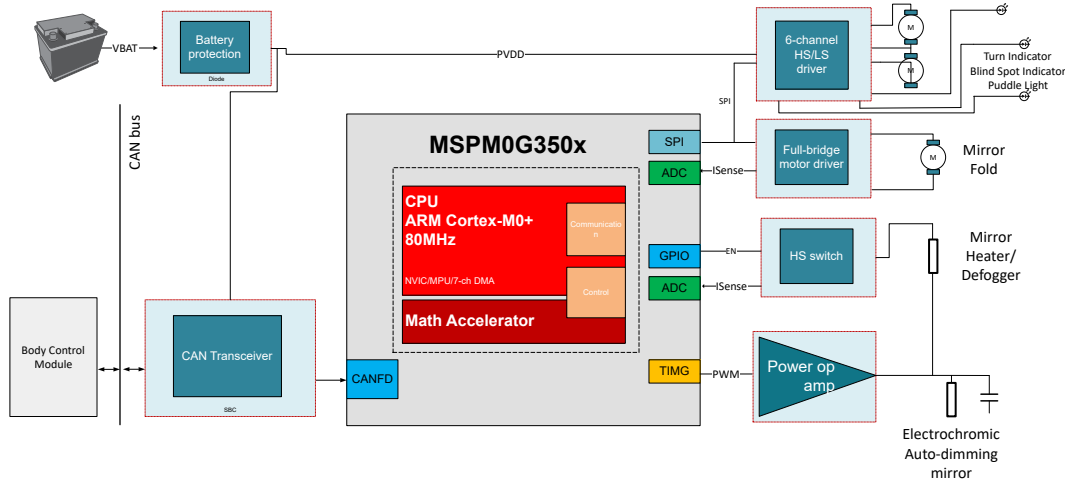 VBAT
Battery
protection
Diode
PVDD
6-channel
HS/LS
driver
M
M
Turn Indicator
Blind Spot Indicator
Puddle Light
SPI
CAN bus
MSPM0G350x
SPI
ADC
ISense
Full-bridge
motor driver
M
Mirror
Fold
CPU
ARM Cortex-M0+
80MHz
Communicatio
n
NVIC/MPU/7-ch DMA
Control
Math Accelerator
GPIO
EN
HS switch
ADC
ISense
Mirror
Heater/
Defogger
Body Control
Module
CAN Transceiver
SBC
CANFD
TIMG
PWM
Power op
amp
Electrochromic
Auto-dimming
mirror